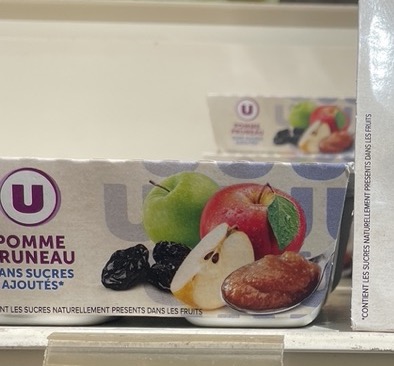 U
POMME
PRUNEAU
U
POMME
RUNEAU
ANS SUCRES
AJOUTÉS*
NT LES SUCRES NATURELLEMENT PRESENTS DANS LES FRUITS
*CONTIENT LES SUCRES NATURELLEMENT PRESENTS DANS LES FRUITS